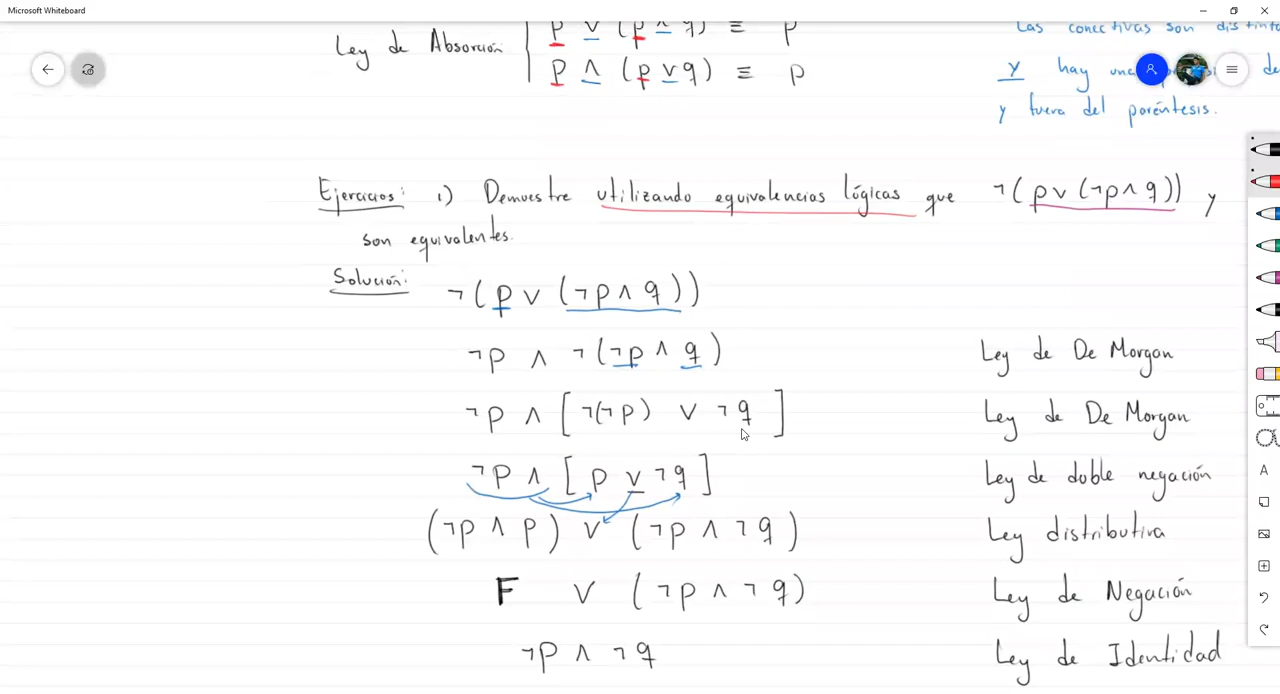 Microsoft Whiteboard
Ley de Absorción
p ∨ (p ∧ q) ≡ p
p ∧ (p ∨ q) ≡ p
Las conectivas son
y hay una
y fuera del paréntesis.
Ejercicios: 1) Demuestre utilizando equivalencias lógicas que ¬(p∨(¬p∧q)) y
son equivalentes.
Solución: ¬(p∨(¬p∧q))
¬p ∧ ¬(¬p ∧ q) Ley de De Morgan
¬p ∧ [¬(¬p) ∨ ¬q] Ley de De Morgan
¬p ∧ [p ∨ ¬q] Ley de doble negación
(¬p ∧ p) ∨ (¬p ∧ ¬q) Ley distributiva
F ∨ (¬p ∧ ¬q) Ley de Negación
¬p ∧ ¬q Ley de Identidad